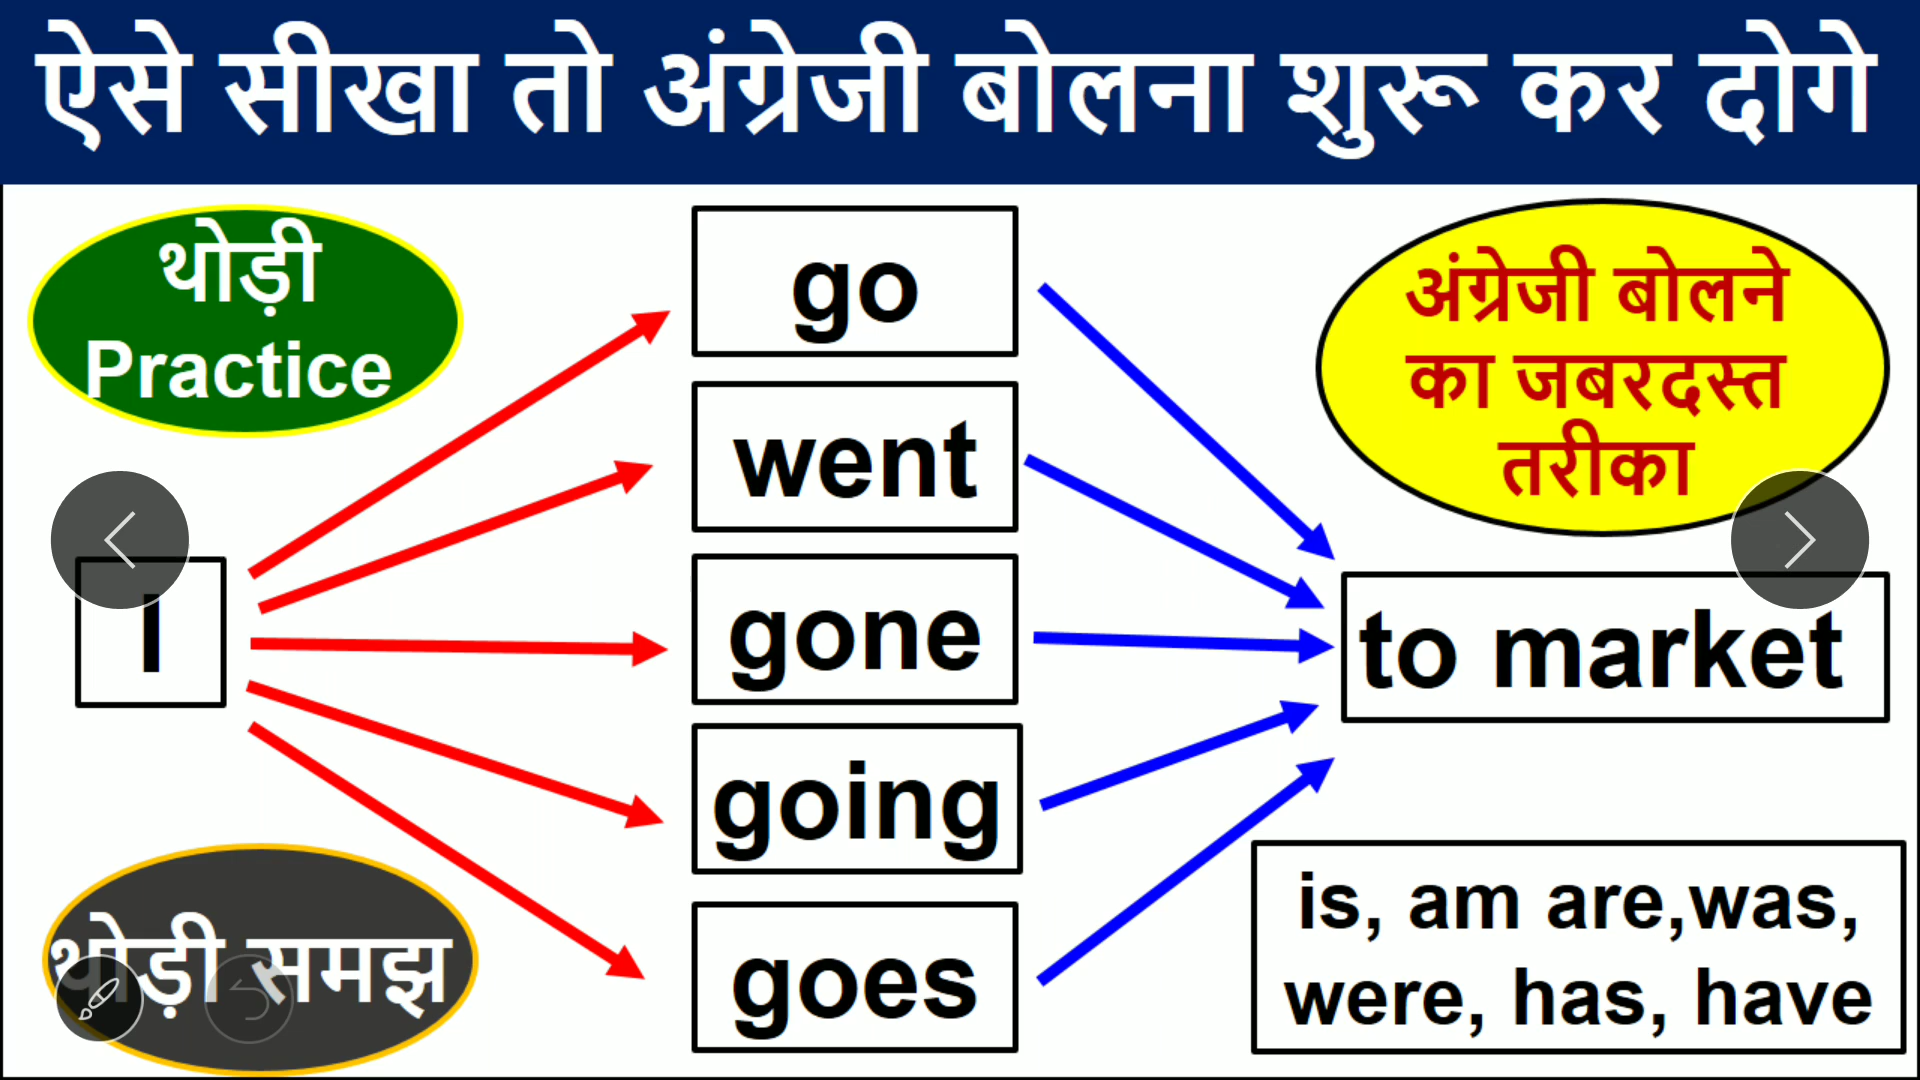 ऐसे सीखा तो अंग्रेजी बोलना शुरू कर दोगे
थोड़ी
Practice
go
went
gone
going
goes
I
to market
अंग्रेजी बोलने
का जबरदस्त
तरीका
थोड़ी समझ
is, am are,was,
were, has, have